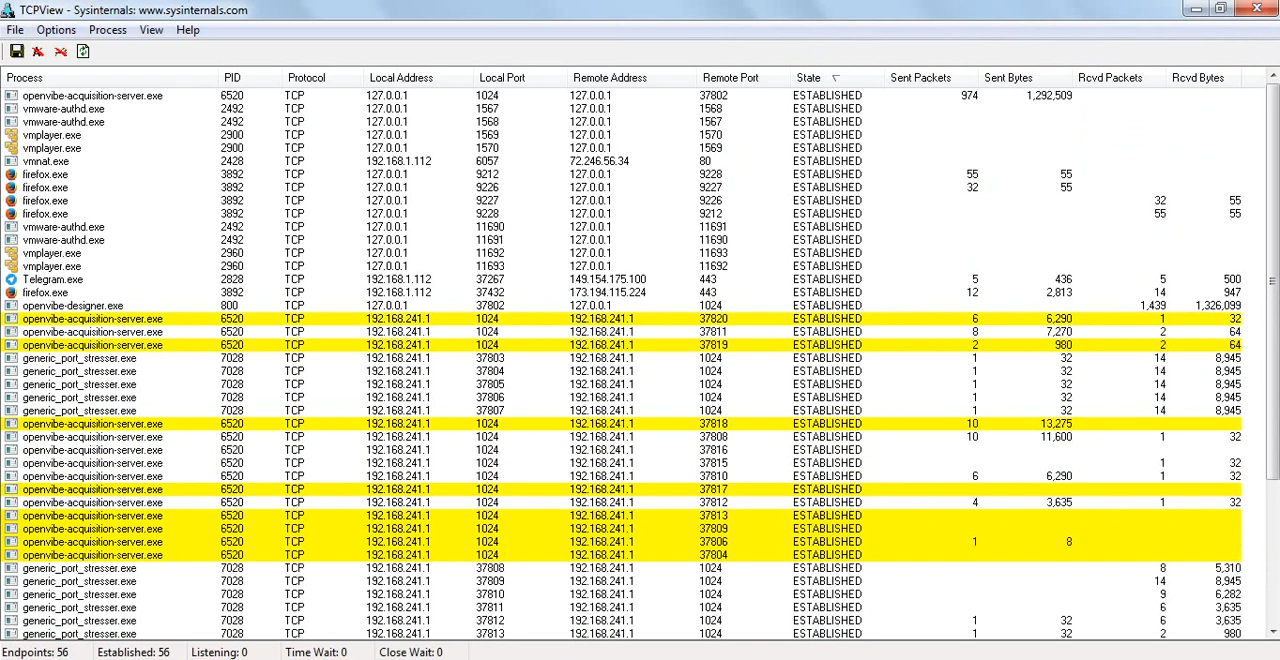 TCPView - Sysinternals: www.sysinternals.com
File Options Process View Help
Process PID Protocol Local Address Local Port Remote Address Remote Port State Sent Packets Sent Bytes Rcvd Packets Rcvd Bytes
openvibe-acquisition-server.exe 6520 TCP 127.0.0.1 1024 127.0.0.1 37802 ESTABLISHED 974 1,292,509
vmware-authd.exe 2492 TCP 127.0.0.1 1567 127.0.0.1 1568 ESTABLISHED
vmware-authd.exe 2492 TCP 127.0.0.1 1568 127.0.0.1 1567 ESTABLISHED
vmplayer.exe 2900 TCP 127.0.0.1 1569 127.0.0.1 1570 ESTABLISHED
vmplayer.exe 2900 TCP 127.0.0.1 1570 127.0.0.1 1569 ESTABLISHED
vmnat.exe 2428 TCP 192.168.1.112 6057 72.246.56.34 80 ESTABLISHED
firefox.exe 3892 TCP 127.0.0.1 9212 127.0.0.1 9228 ESTABLISHED 55 55
firefox.exe 3892 TCP 127.0.0.1 9226 127.0.0.1 9227 ESTABLISHED 32 55
firefox.exe 3892 TCP 127.0.0.1 9227 127.0.0.1 9226 ESTABLISHED 32 55
firefox.exe 3892 TCP 127.0.0.1 9228 127.0.0.1 9212 ESTABLISHED 55 55
vmware-authd.exe 2492 TCP 127.0.0.1 11690 127.0.0.1 11691 ESTABLISHED
vmware-authd.exe 2492 TCP 127.0.0.1 11691 127.0.0.1 11690 ESTABLISHED
vmplayer.exe 2960 TCP 127.0.0.1 11692 127.0.0.1 11693 ESTABLISHED
vmplayer.exe 2960 TCP 127.0.0.1 11693 127.0.0.1 11692 ESTABLISHED
Telegram.exe 2828 TCP 192.168.1.112 37267 149.154.175.100 443 ESTABLISHED 5 436 5 500
firefox.exe 3892 TCP 192.168.1.112 37432 173.194.115.224 443 ESTABLISHED 12 2,813 14 947
openvibe-designer.exe 800 TCP 127.0.0.1 37802 127.0.0.1 1024 ESTABLISHED 1,439 1,326,099
openvibe-acquisition-server.exe 6520 TCP 192.168.241.1 1024 192.168.241.1 37820 ESTABLISHED 6 6,290 1 32
openvibe-acquisition-server.exe 6520 TCP 192.168.241.1 1024 192.168.241.1 37811 ESTABLISHED 8 7,270 2 64
openvibe-acquisition-server.exe 6520 TCP 192.168.241.1 1024 192.168.241.1 37819 ESTABLISHED 2 980 2 64
generic_port_stresser.exe 7028 TCP 192.168.241.1 37803 192.168.241.1 1024 ESTABLISHED 1 32 14 8,945
generic_port_stresser.exe 7028 TCP 192.168.241.1 37804 192.168.241.1 1024 ESTABLISHED 1 32 14 8,945
generic_port_stresser.exe 7028 TCP 192.168.241.1 37805 192.168.241.1 1024 ESTABLISHED 1 32 14 8,945
generic_port_stresser.exe 7028 TCP 192.168.241.1 37806 192.168.241.1 1024 ESTABLISHED 1 32 14 8,945
generic_port_stresser.exe 7028 TCP 192.168.241.1 37807 192.168.241.1 1024 ESTABLISHED 1 32 14 8,945
openvibe-acquisition-server.exe 6520 TCP 192.168.241.1 1024 192.168.241.1 37818 ESTABLISHED 10 13,275
openvibe-acquisition-server.exe 6520 TCP 192.168.241.1 1024 192.168.241.1 37808 ESTABLISHED 10 11,600 1 32
openvibe-acquisition-server.exe 6520 TCP 192.168.241.1 1024 192.168.241.1 37816 ESTABLISHED
openvibe-acquisition-server.exe 6520 TCP 192.168.241.1 1024 192.168.241.1 37815 ESTABLISHED 1 32
openvibe-acquisition-server.exe 6520 TCP 192.168.241.1 1024 192.168.241.1 37810 ESTABLISHED 6 6,290 1 32
openvibe-acquisition-server.exe 6520 TCP 192.168.241.1 1024 192.168.241.1 37817 ESTABLISHED
openvibe-acquisition-server.exe 6520 TCP 192.168.241.1 1024 192.168.241.1 37812 ESTABLISHED 4 3,635 1 32
openvibe-acquisition-server.exe 6520 TCP 192.168.241.1 1024 192.168.241.1 37813 ESTABLISHED
openvibe-acquisition-server.exe 6520 TCP 192.168.241.1 1024 192.168.241.1 37809 ESTABLISHED
openvibe-acquisition-server.exe 6520 TCP 192.168.241.1 1024 192.168.241.1 37806 ESTABLISHED 1 8
openvibe-acquisition-server.exe 6520 TCP 192.168.241.1 1024 192.168.241.1 37804 ESTABLISHED
generic_port_stresser.exe 7028 TCP 192.168.241.1 37808 192.168.241.1 1024 ESTABLISHED 8 5,310
generic_port_stresser.exe 7028 TCP 192.168.241.1 37809 192.168.241.1 1024 ESTABLISHED 14 8,945
generic_port_stresser.exe 7028 TCP 192.168.241.1 37810 192.168.241.1 1024 ESTABLISHED 9 6,282
generic_port_stresser.exe 7028 TCP 192.168.241.1 37811 192.168.241.1 1024 ESTABLISHED 6 3,635
generic_port_stresser.exe 7028 TCP 192.168.241.1 37812 192.168.241.1 1024 ESTABLISHED 1 32 6 3,635
generic_port_stresser.exe 7028 TCP 192.168.241.1 37813 192.168.241.1 1024 ESTABLISHED 1 32 2 980
Endpoints: 56 Established: 56 Listening: 0 Time Wait: 0 Close Wait: 0